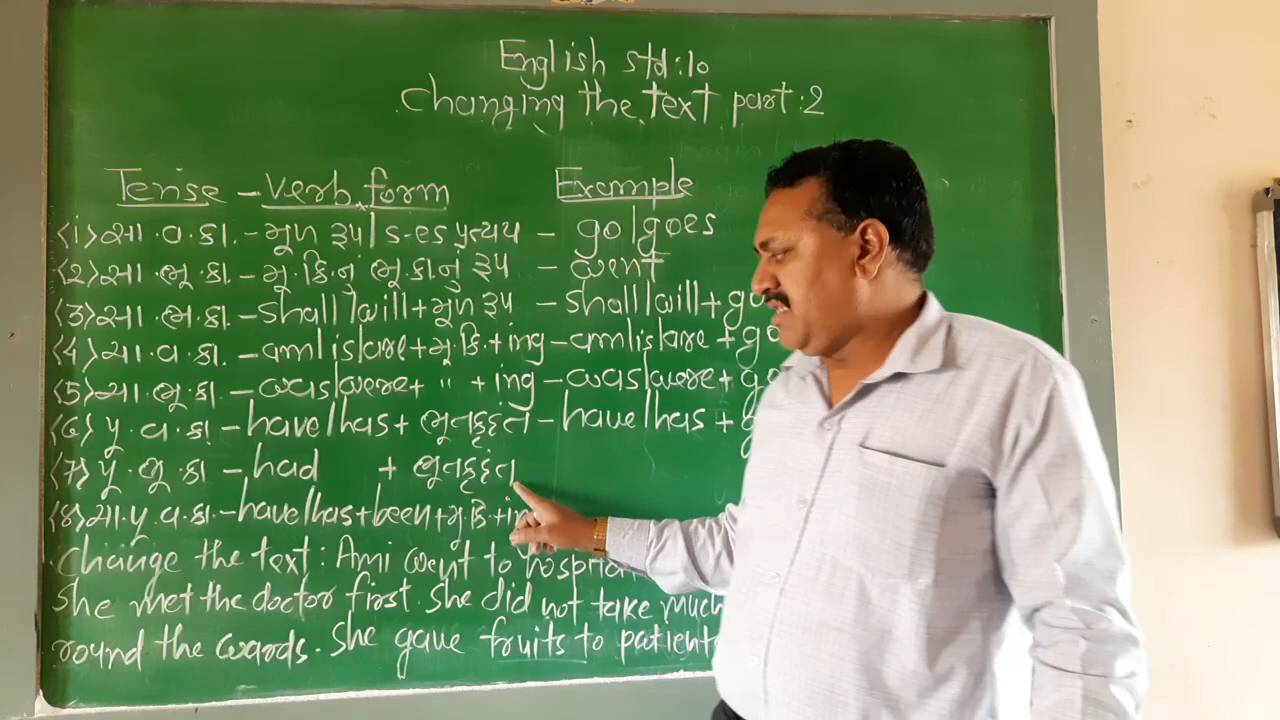 English std:10
Changing the text part:2
Tense - Verb form Example
<1> સા.વ.કા. - મૂળ રૂપ/s-es પ્રત્યય - go/goes
<2> સા.ભૂ.કા - મૂ.ક્રિ.નું ભૂ.કા.નું રૂપ - went
<3> સા.ભ.કા - shall/will + મૂળ રૂપ - shall/will + go
<4> ચા.વ.કા. - am/is/are + મૂ.ક્રિ. + ing - am/is/are + go
<5> ચા.ભૂ.કા - was/were + " + ing - was/were + go
<6> પૂ.વ.કા - have/has + ભૂતકૃદંત - have/has +
<7> પૂ.ભૂ.કા - had + ભૂતકૃદંત
<8> ચા.પૂ.વ.કા. - have/has + been + મૂ.ક્રિ. + in
Change the text: Ami went to hospital
She met the doctor first. She did not take much
round the wards. She gave fruits to patients